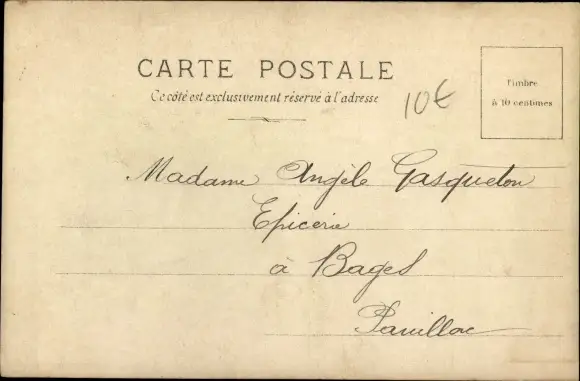 CARTE POSTALE
Ce côté est exclusivement réservé à l'adresse
10€
Timbre
à 10 centimes
Madame Angèle Gasqueton
Epicerie
à Bages
Pauillac